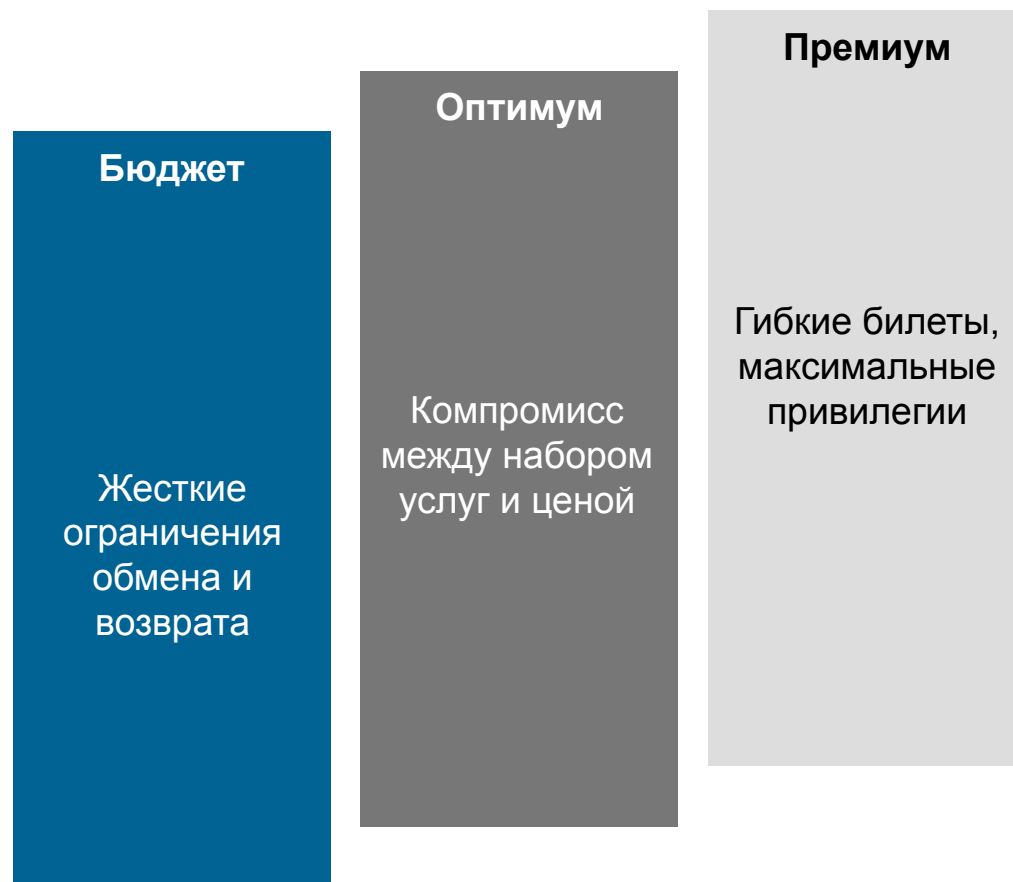 Бюджет
Жесткие
ограничения
обмена и
возврата
Оптимум
Компромисс
между набором
услуг и ценой
Премиум
Гибкие билеты,
максимальные
привилегии